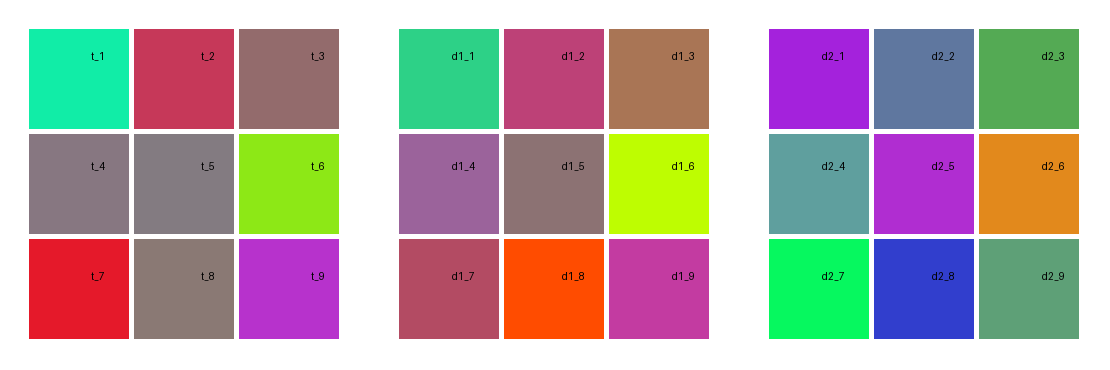 t_1 t_2 t_3 d1_1 d1_2 d1_3 d2_1 d2_2 d2_3
t_4 t_5 t_6 d1_4 d1_5 d1_6 d2_4 d2_5 d2_6
t_7 t_8 t_9 d1_7 d1_8 d1_9 d2_7 d2_8 d2_9